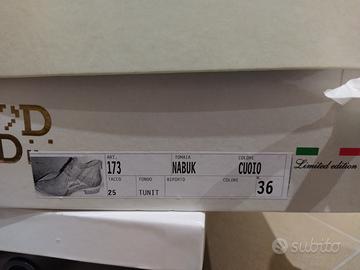 D
D
ART. TOMAIA COLORE
173 NABUK CUOIO
TACCO FONDO RIPORTO COLORE N.
25 TUNIT 36
Limited edition
subito